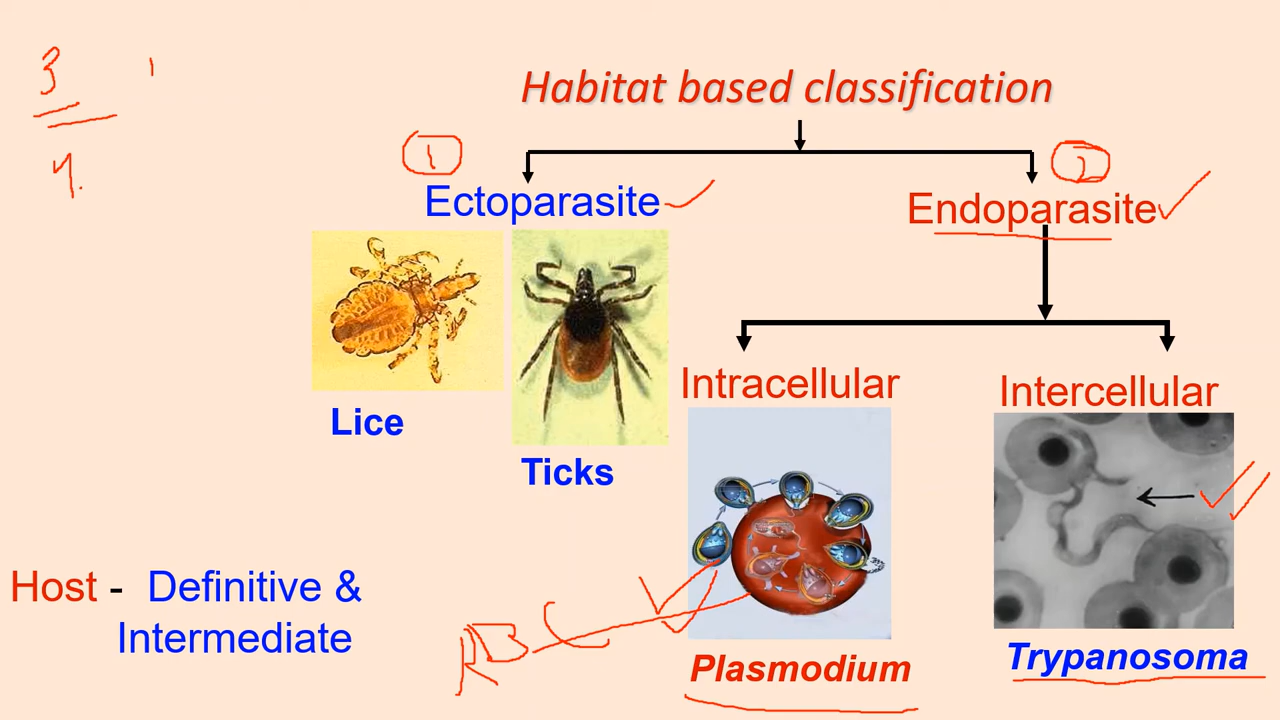 3
Habitat based classification
1
2
Ectoparasite
Endoparasite
4.
Intracellular
Intercellular
Lice
Ticks
Host - Definitive &
Intermediate
RBC
Plasmodium
Trypanosoma